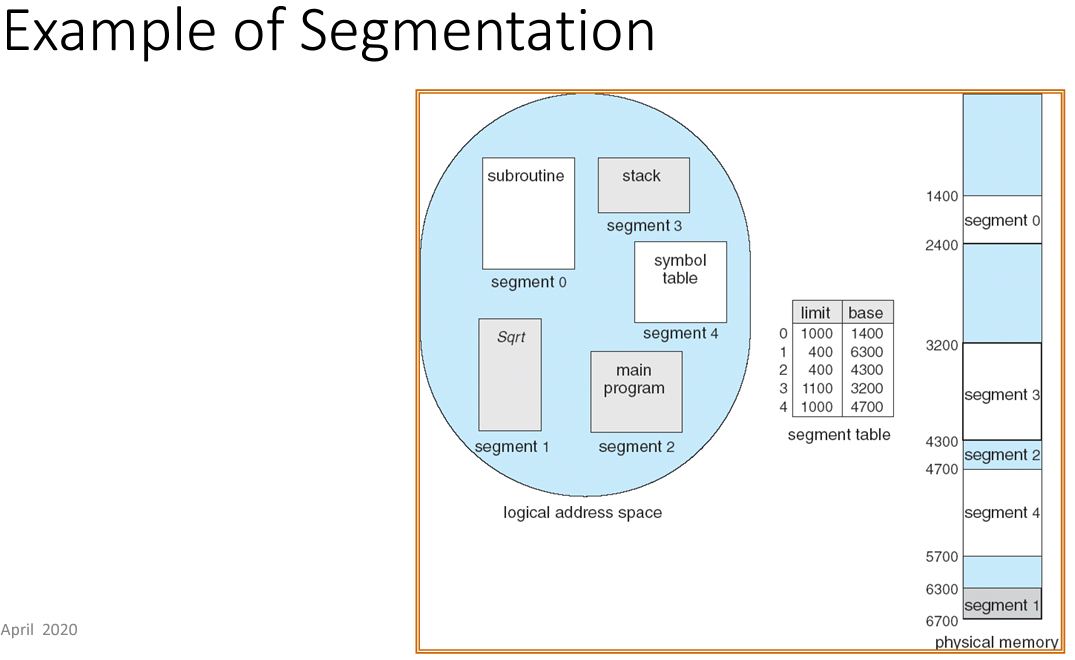 Example of Segmentation
subroutine
segment 0
stack
segment 3
symbol
table
segment 4
Sqrt
segment 1
main
program
segment 2
logical address space
limit base
0 1000 1400
1 400 6300
2 400 4300
3 1100 3200
4 1000 4700
segment table
1400
segment 0
2400
3200
segment 3
4300
segment 2
4700
segment 4
5700
6300
segment 1
6700
physical memory
April 2020